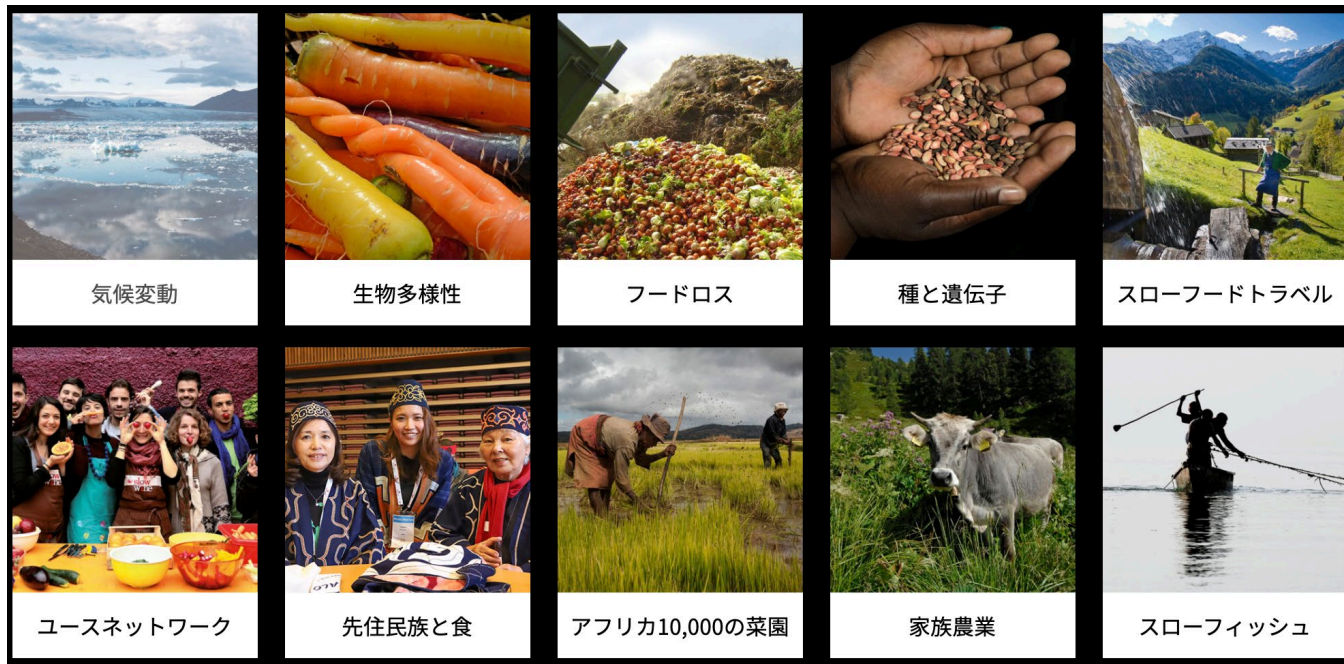 気候変動
生物多様性
フードロス
種と遺伝子
スローフードトラベル
ユースネットワーク
先住民族と食
アフリカ10,000の菜園
家族農業
スローフィッシュ